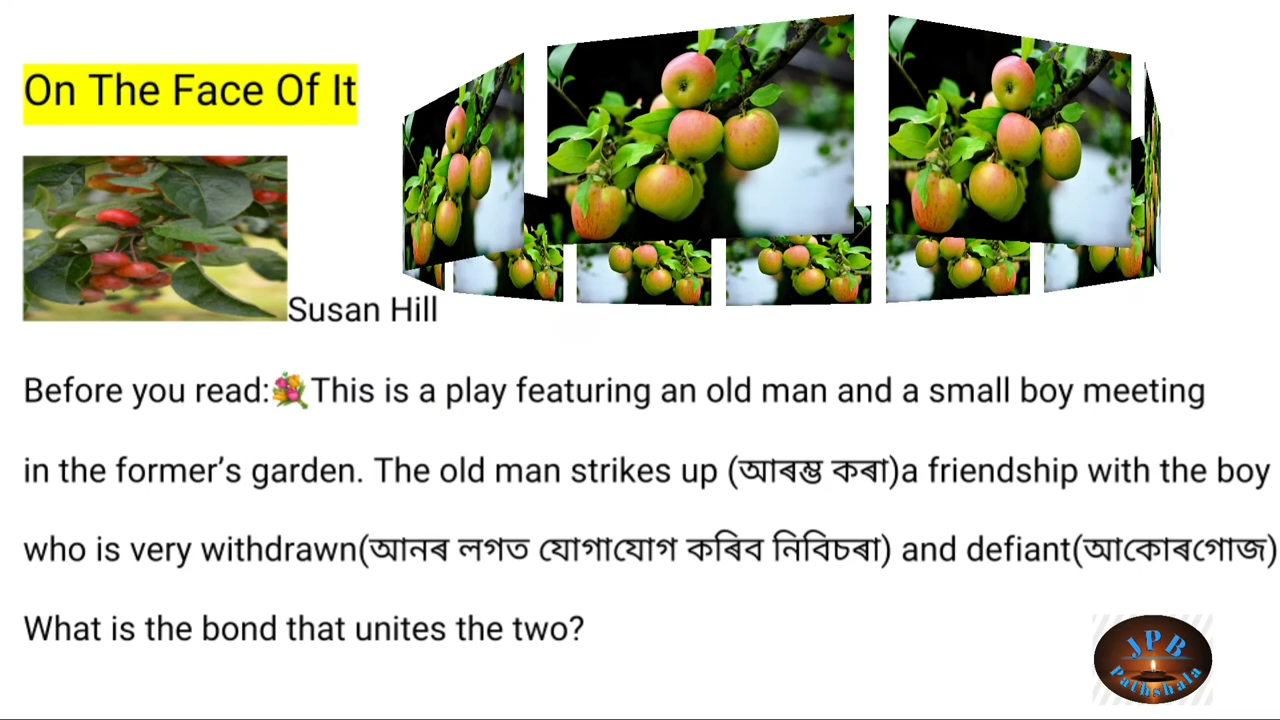 On The Face Of It
Susan Hill
Before you read:💐This is a play featuring an old man and a small boy meeting
in the former’s garden. The old man strikes up (আৰম্ভ কৰা)a friendship with the boy
who is very withdrawn(আনৰ লগত যোগাযোগ কৰিব নিবিচৰা) and defiant(আকোৰগোজ)
What is the bond that unites the two?
JPB
Pathshala